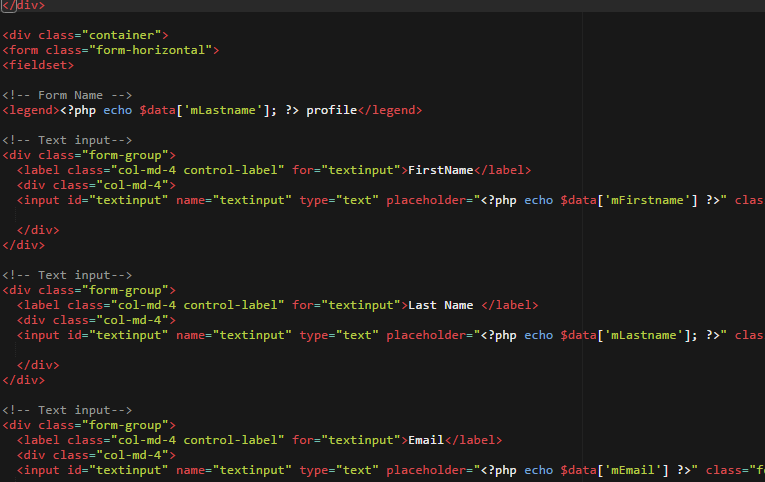 </div>
<div class="container">
<form class="form-horizontal">
<fieldset>
<!-- Form Name -->
<legend><?php echo $data['mLastname']; ?> profile</legend>
<!-- Text input-->
<div class="form-group">
<label class="col-md-4 control-label" for="textinput">FirstName</label>
<div class="col-md-4">
<input id="textinput" name="textinput" type="text" placeholder="<?php echo $data['mFirstname'] ?>" clas
</div>
</div>
<!-- Text input-->
<div class="form-group">
<label class="col-md-4 control-label" for="textinput">Last Name </label>
<div class="col-md-4">
<input id="textinput" name="textinput" type="text" placeholder="<?php echo $data['mLastname']; ?>" clas
</div>
</div>
<!-- Text input-->
<div class="form-group">
<label class="col-md-4 control-label" for="textinput">Email</label>
<div class="col-md-4">
<input id="textinput" name="textinput" type="text" placeholder="<?php echo $data['mEmail'] ?>" class="fo